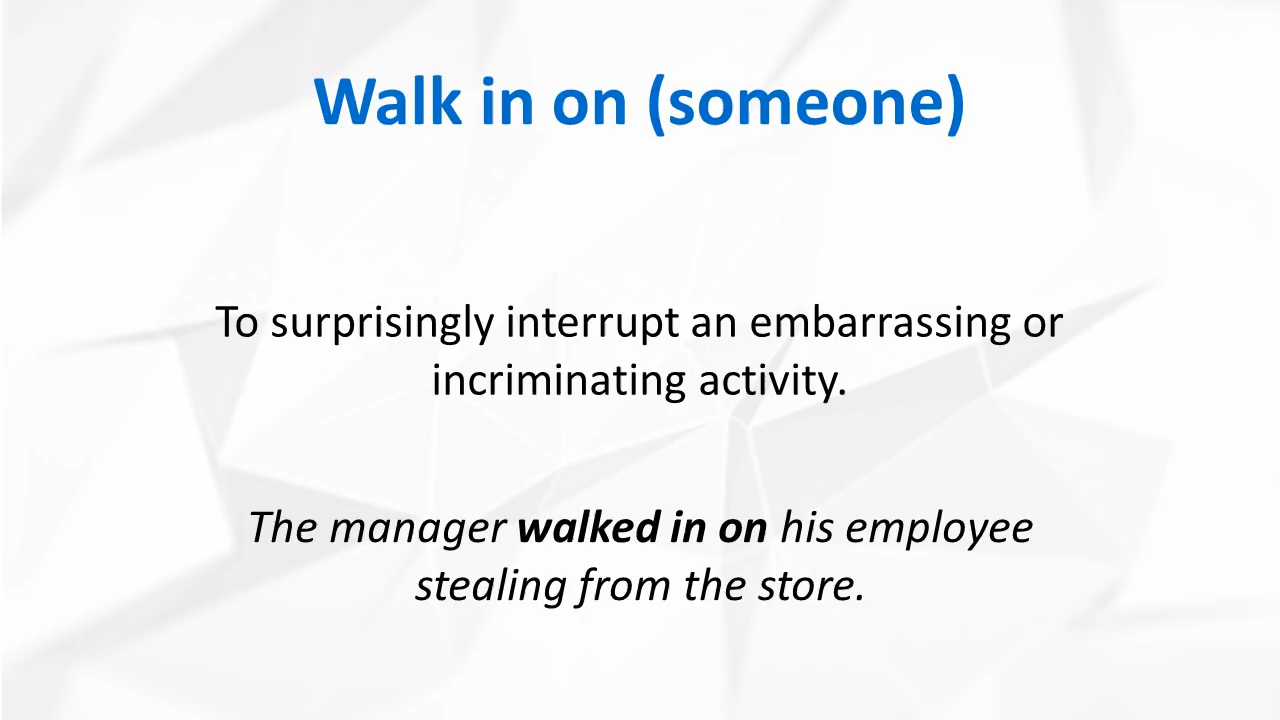 Walk in on (someone)
To surprisingly interrupt an embarrassing or
incriminating activity.
The manager walked in on his employee
stealing from the store.